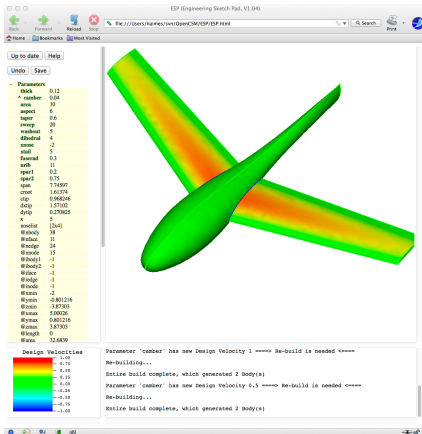 ESP (Engineering Sketch Pad, V1.04)
Back Forward Reload Stop file:///Users/haimes/svn/OpenCSM/ESP/ESP.html Search Print
Home Bookmarks Most Visited
Up to date Help
Undo Save
- Parameters
thick 0.12
^ camber 0.04
area 10
aspect 6
taper 0.6
sweep 20
washout 5
dihedral 4
xnose -2
xtail 5
fuserad 0.3
nrib 11
spar1 0.2
spar2 0.75
span 7.74597
croot 1.61374
ctip 0.968246
dxtip 1.57102
dytip 0.270825
x 5
noselist [2x4]
@nbody 38
@nface 11
@nedge 24
@nnode 15
@ibody1 -1
@ibody2 -1
@iface -1
@iedge -1
@inode -1
@xmin -2
@ymin -0.801216
@zmin -3.87303
@xmax 5.00026
@ymax 0.801216
@zmax 3.87303
@length 0
@area 32.6839
Design Velocities
1.00
0.75
0.50
0.25
0.00
-0.25
-0.50
-0.75
-1.00
Parameter 'camber' has new Design Velocity 1 ====> Re-build is needed <====
Re-building...
Entire build complete, which generated 2 Body(s)
Parameter 'camber' has new Design Velocity 0.5 ====> Re-build is needed <====
Re-building...
Entire build complete, which generated 2 Body(s)